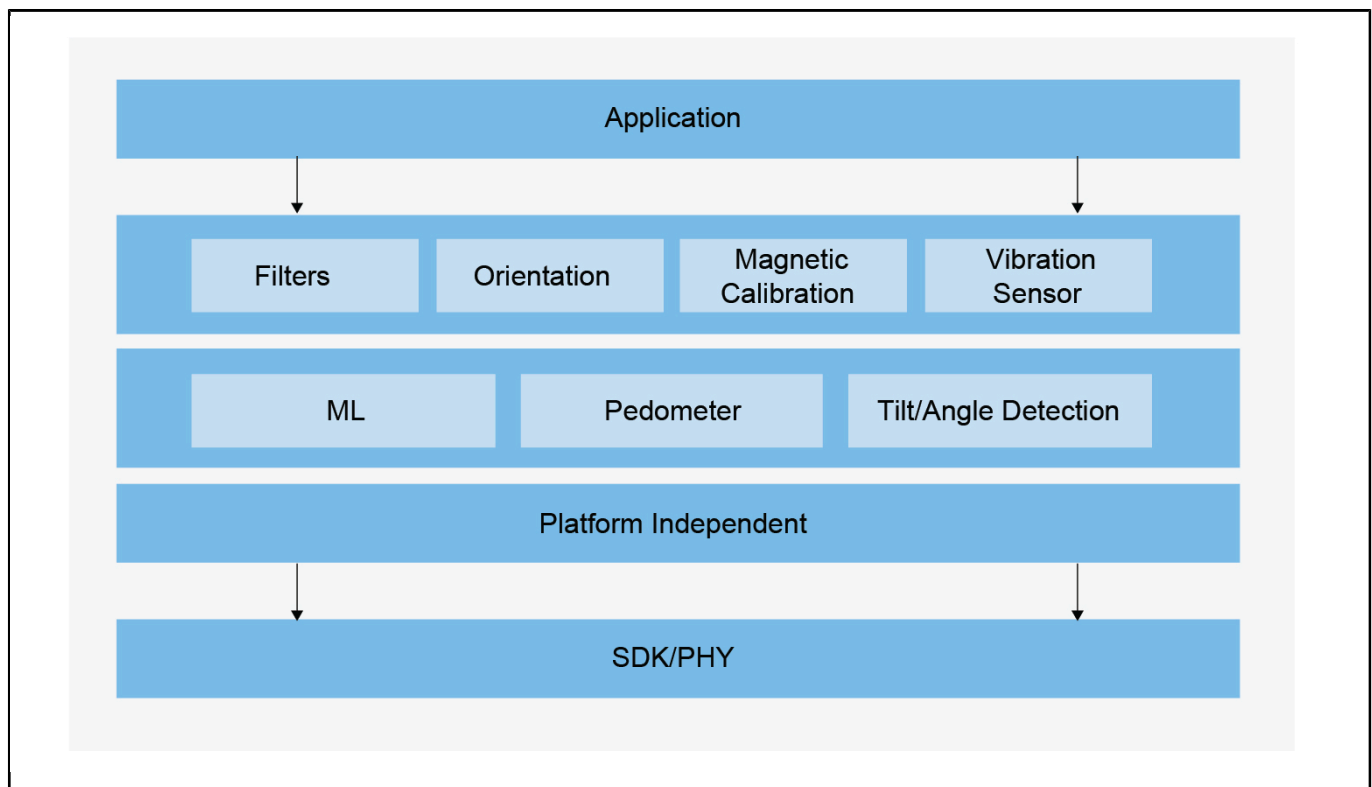 Application
Filters
Orientation
Magnetic
Calibration
Vibration
Sensor
ML
Pedometer
Tilt/Angle Detection
Platform Independent
SDK/PHY